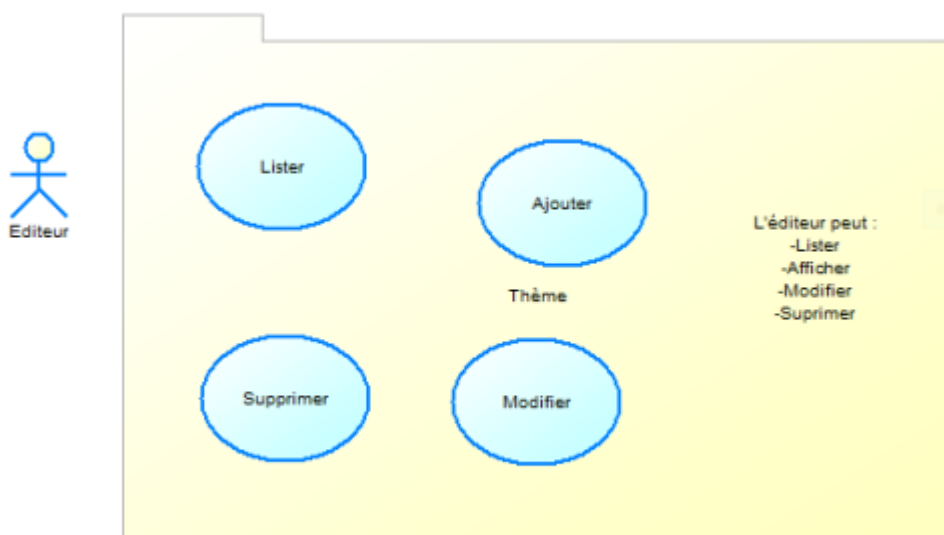 Lister
Ajouter
Editeur
L'éditeur peut :
-Lister
-Afficher
-Modifier
-Suprimer
Thème
Supprimer
Modifier